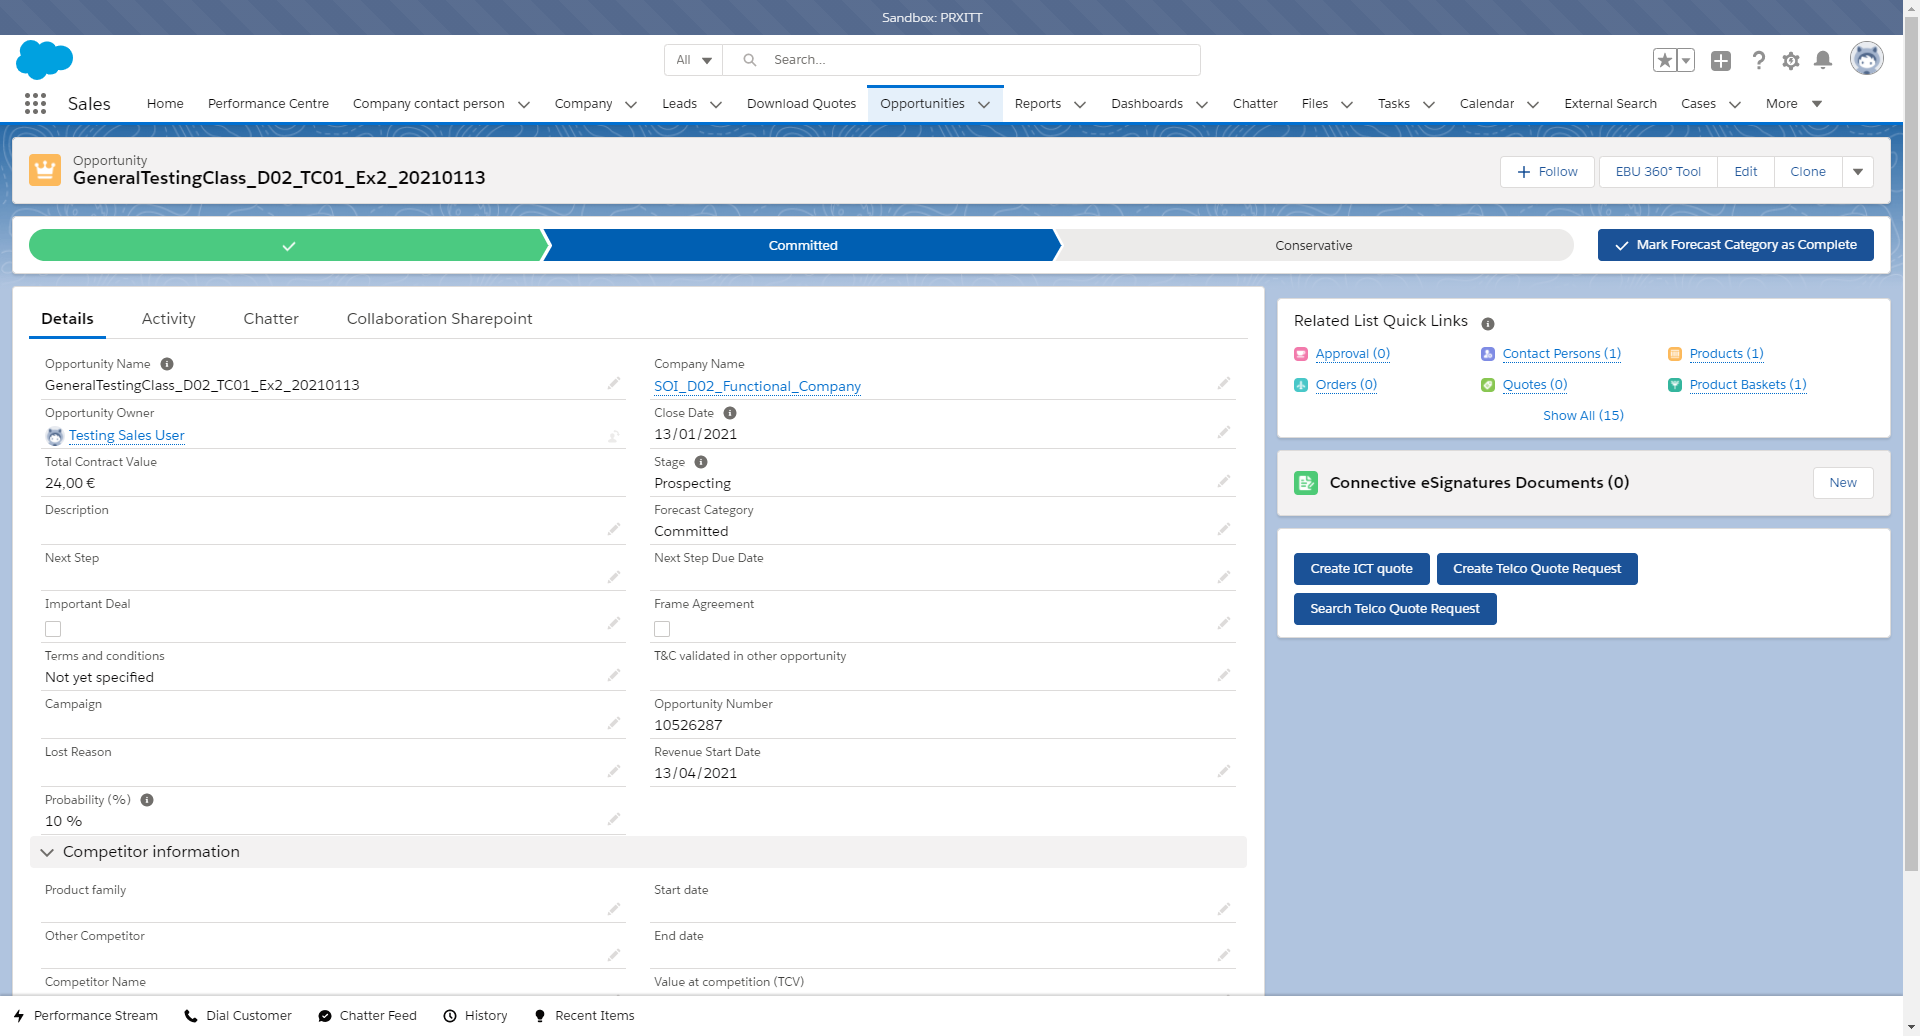 Sandbox: PRXITT
All
Search...
Sales
Home
Performance Centre
Company contact person
Company
Leads
Download Quotes
Opportunities
Reports
Dashboards
Chatter
Files
Tasks
Calendar
External Search
Cases
More
Opportunity
GeneralTestingClass_D02_TC01_Ex2_20210113
Follow
EBU 360° Tool
Edit
Clone
Committed
Conservative
Mark Forecast Category as Complete
Details
Activity
Chatter
Collaboration Sharepoint
Opportunity Name
GeneralTestingClass_D02_TC01_Ex2_20210113
Company Name
SOI_D02_Functional_Company
Opportunity Owner
Testing Sales User
Close Date
13/01/2021
Total Contract Value
24,00 €
Stage
Prospecting
Description
Forecast Category
Committed
Next Step
Next Step Due Date
Important Deal
Frame Agreement
Terms and conditions
Not yet specified
T&C validated in other opportunity
Campaign
Opportunity Number
10526287
Lost Reason
Revenue Start Date
13/04/2021
Probability (%)
10 %
Competitor information
Product family
Start date
Other Competitor
End date
Competitor Name
Value at competition (TCV)
Related List Quick Links
Approval (0)
Contact Persons (1)
Products (1)
Orders (0)
Quotes (0)
Product Baskets (1)
Show All (15)
Connective eSignatures Documents (0)
New
Create ICT quote
Create Telco Quote Request
Search Telco Quote Request
Performance Stream
Dial Customer
Chatter Feed
History
Recent Items